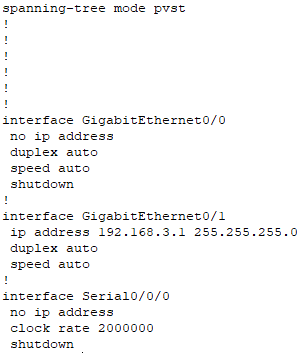 spanning-tree mode pvst
!
!
!
!
!
!
interface GigabitEthernet0/0
no ip address
duplex auto
speed auto
shutdown
!
interface GigabitEthernet0/1
ip address 192.168.3.1 255.255.255.0
duplex auto
speed auto
!
interface Serial0/0/0
no ip address
clock rate 2000000
shutdown